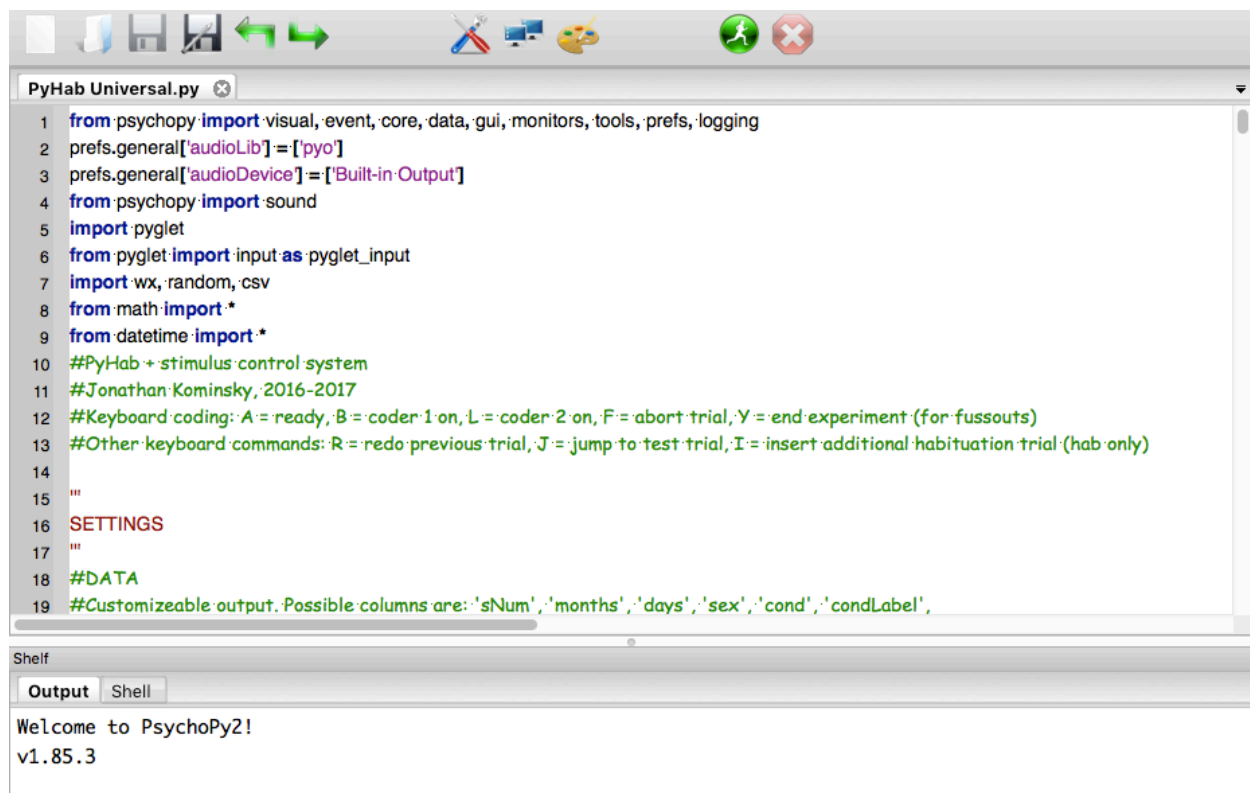 PyHab Universal.py
1 from psychopy import visual, event, core, data, gui, monitors, tools, prefs, logging
2 prefs.general['audioLib'] = ['pyo']
3 prefs.general['audioDevice'] = ['Built-in Output']
4 from psychopy import sound
5 import pyglet
6 from pyglet import input as pyglet_input
7 import wx, random, csv
8 from math import *
9 from datetime import *
10 #PyHab + stimulus control system
11 #Jonathan Kominsky, 2016-2017
12 #Keyboard coding: A = ready, B = coder 1 on, L = coder 2 on, F = abort trial, Y = end experiment (for fussouts)
13 #Other keyboard commands: R = redo previous trial, J = jump to test trial, I = insert additional habituation trial (hab only)
14
15 '''
16 SETTINGS
17 '''
18 #DATA
19 #Customizeable output. Possible columns are: 'sNum', 'months', 'days', 'sex', 'cond', 'condLabel',
Shelf
Output Shell
Welcome to PsychoPy2!
v1.85.3